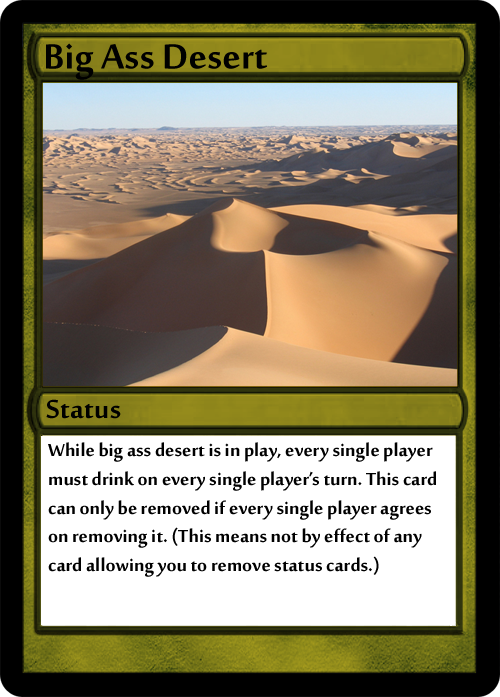 Big Ass Desert
Status
While big ass desert is in play, every single player
must drink on every single player's turn. This card
can only be removed if every single player agrees
on removing it. (This means not by effect of any
card allowing you to remove status cards.)